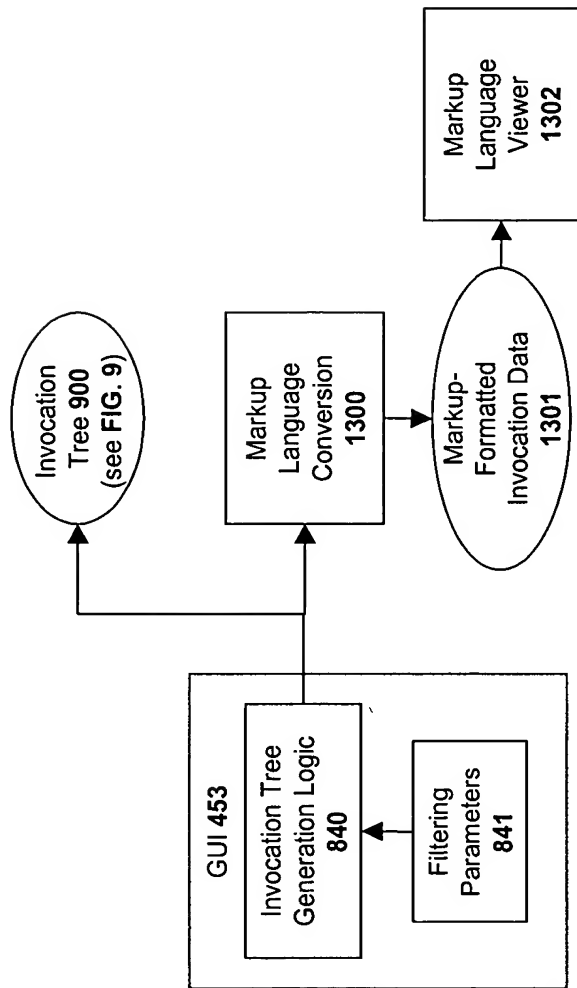 GUI 453
Invocation Tree
Generation Logic
840
Filtering
Parameters
841
Invocation
Tree 900
(see FIG. 9)
Markup
Language
Conversion
1300
Markup-
Formatted
Invocation Data
1301
Markup
Language
Viewer
1302